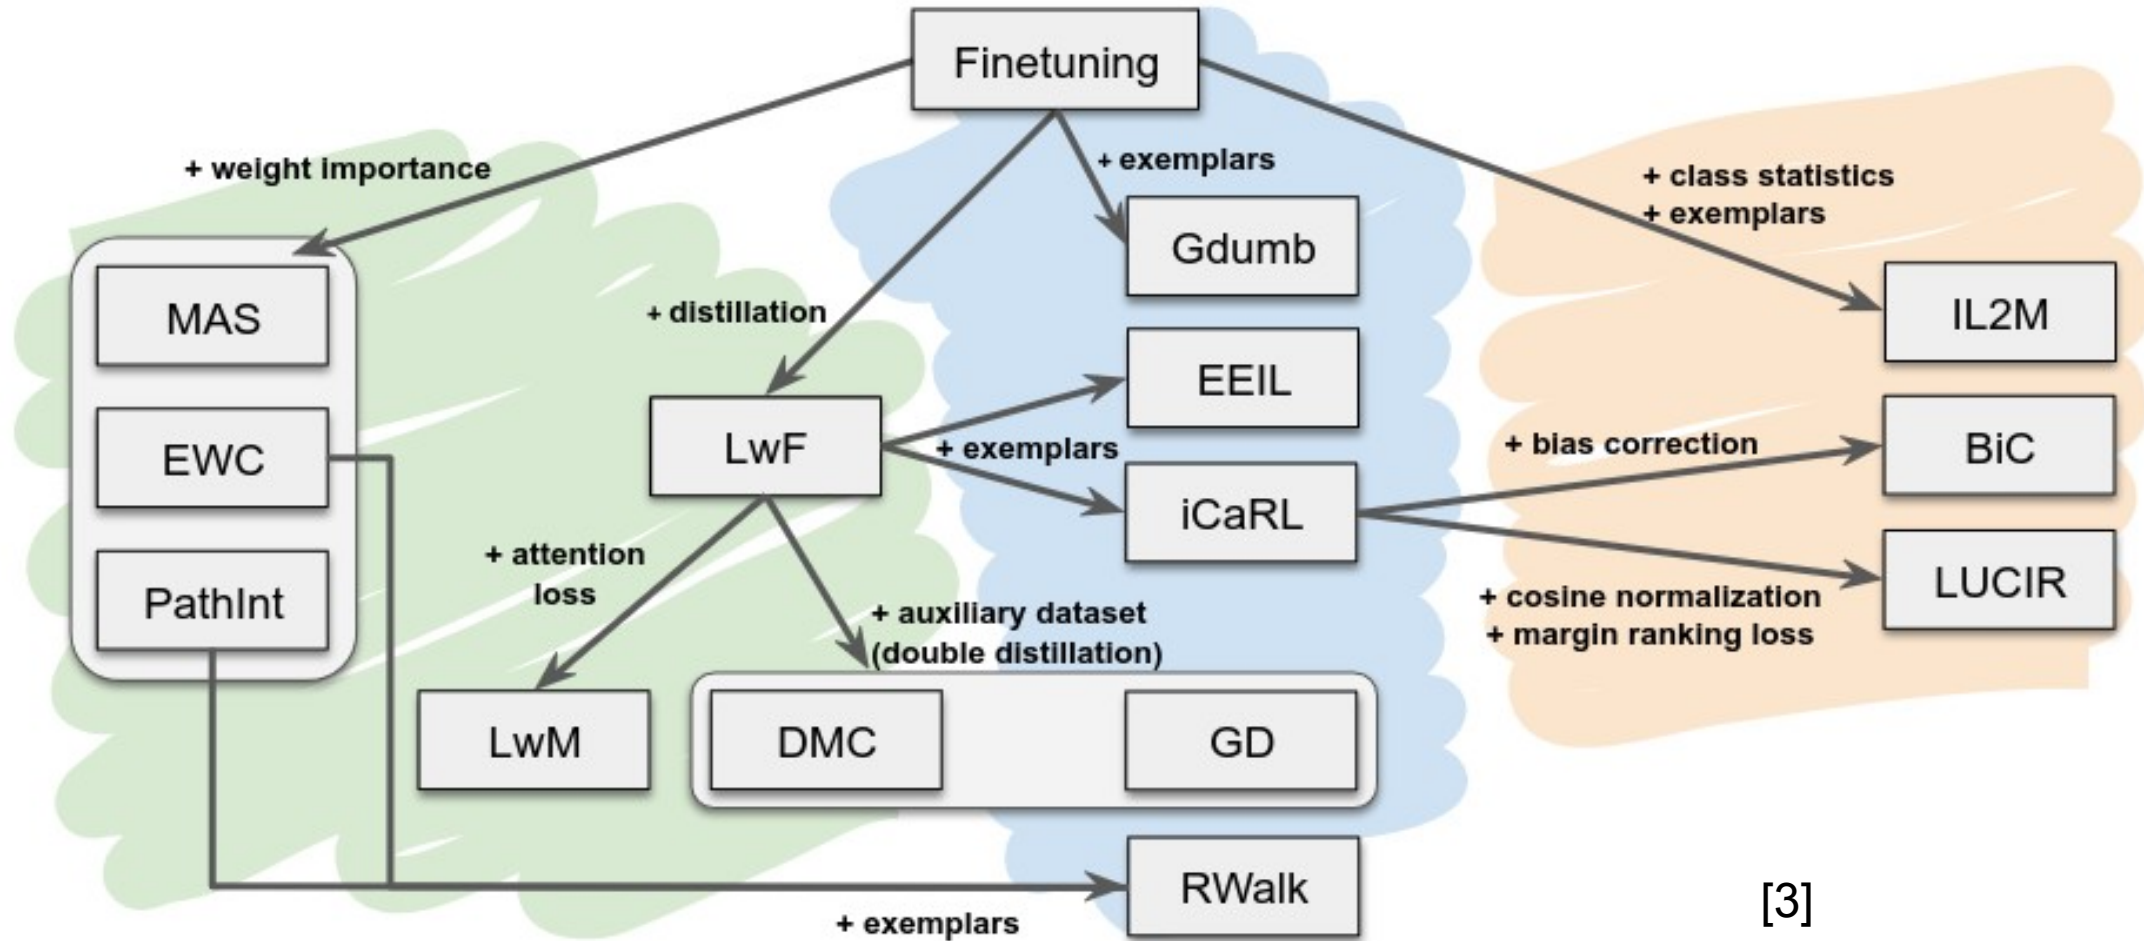 Finetuning
+ weight importance
+ exemplars
+ class statistics
+ exemplars
Gdumb
MAS
+ distillation
IL2M
EEIL
EWC
LwF
+ exemplars
+ bias correction
BiC
iCaRL
+ attention
loss
PathInt
+ auxiliary dataset
(double distillation)
+ cosine normalization
+ margin ranking loss
LUCIR
LwM
DMC
GD
RWalk
+ exemplars
[3]